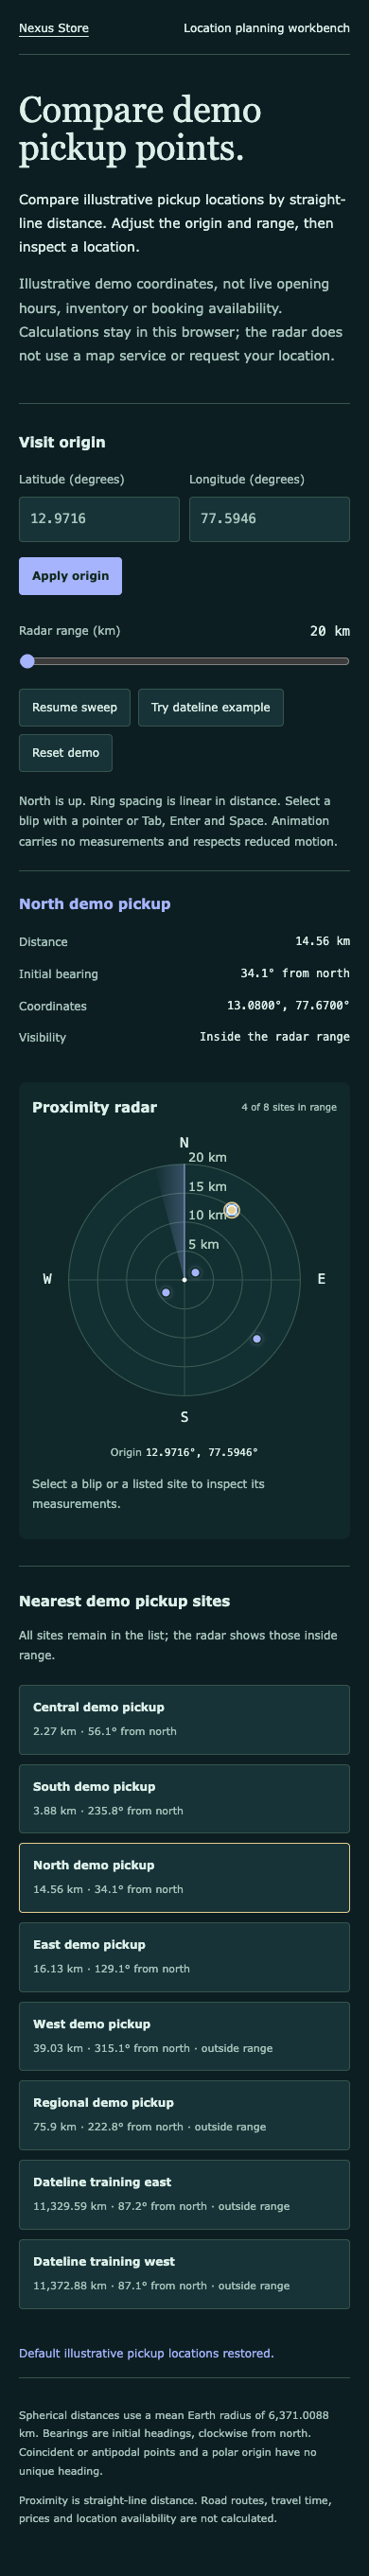 Nexus Store
Location planning workbench
Compare demo
pickup points.
Compare illustrative pickup locations by straight-
line distance. Adjust the origin and range, then
inspect a location.
Illustrative demo coordinates, not live opening
hours, inventory or booking availability.
Calculations stay in this browser; the radar does
not use a map service or request your location.
Visit origin
Latitude (degrees)
Longitude (degrees)
12.9716
77.5946
Apply origin
Radar range (km)
20 km
Resume sweep
Try dateline example
Reset demo
North is up. Ring spacing is linear in distance. Select a
blip with a pointer or Tab, Enter and Space. Animation
carries no measurements and respects reduced motion.
North demo pickup
Distance
14.56 km
Initial bearing
34.1° from north
Coordinates
13.0800°, 77.6700°
Visibility
Inside the radar range
Proximity radar
4 of 8 sites in range
N
20 km
15 km
10 km
5 km
W
E
S
Origin 12.9716°, 77.5946°
Select a blip or a listed site to inspect its
measurements.
Nearest demo pickup sites
All sites remain in the list; the radar shows those inside
range.
Central demo pickup
2.27 km · 56.1° from north
South demo pickup
3.88 km · 235.8° from north
North demo pickup
14.56 km · 34.1° from north
East demo pickup
16.13 km · 129.1° from north
West demo pickup
39.03 km · 315.1° from north · outside range
Regional demo pickup
75.9 km · 222.8° from north · outside range
Dateline training east
11,329.59 km · 87.2° from north · outside range
Dateline training west
11,372.88 km · 87.1° from north · outside range
Default illustrative pickup locations restored.
Spherical distances use a mean Earth radius of 6,371.0088
km. Bearings are initial headings, clockwise from north.
Coincident or antipodal points and a polar origin have no
unique heading.
Proximity is straight-line distance. Road routes, travel time,
prices and location availability are not calculated.